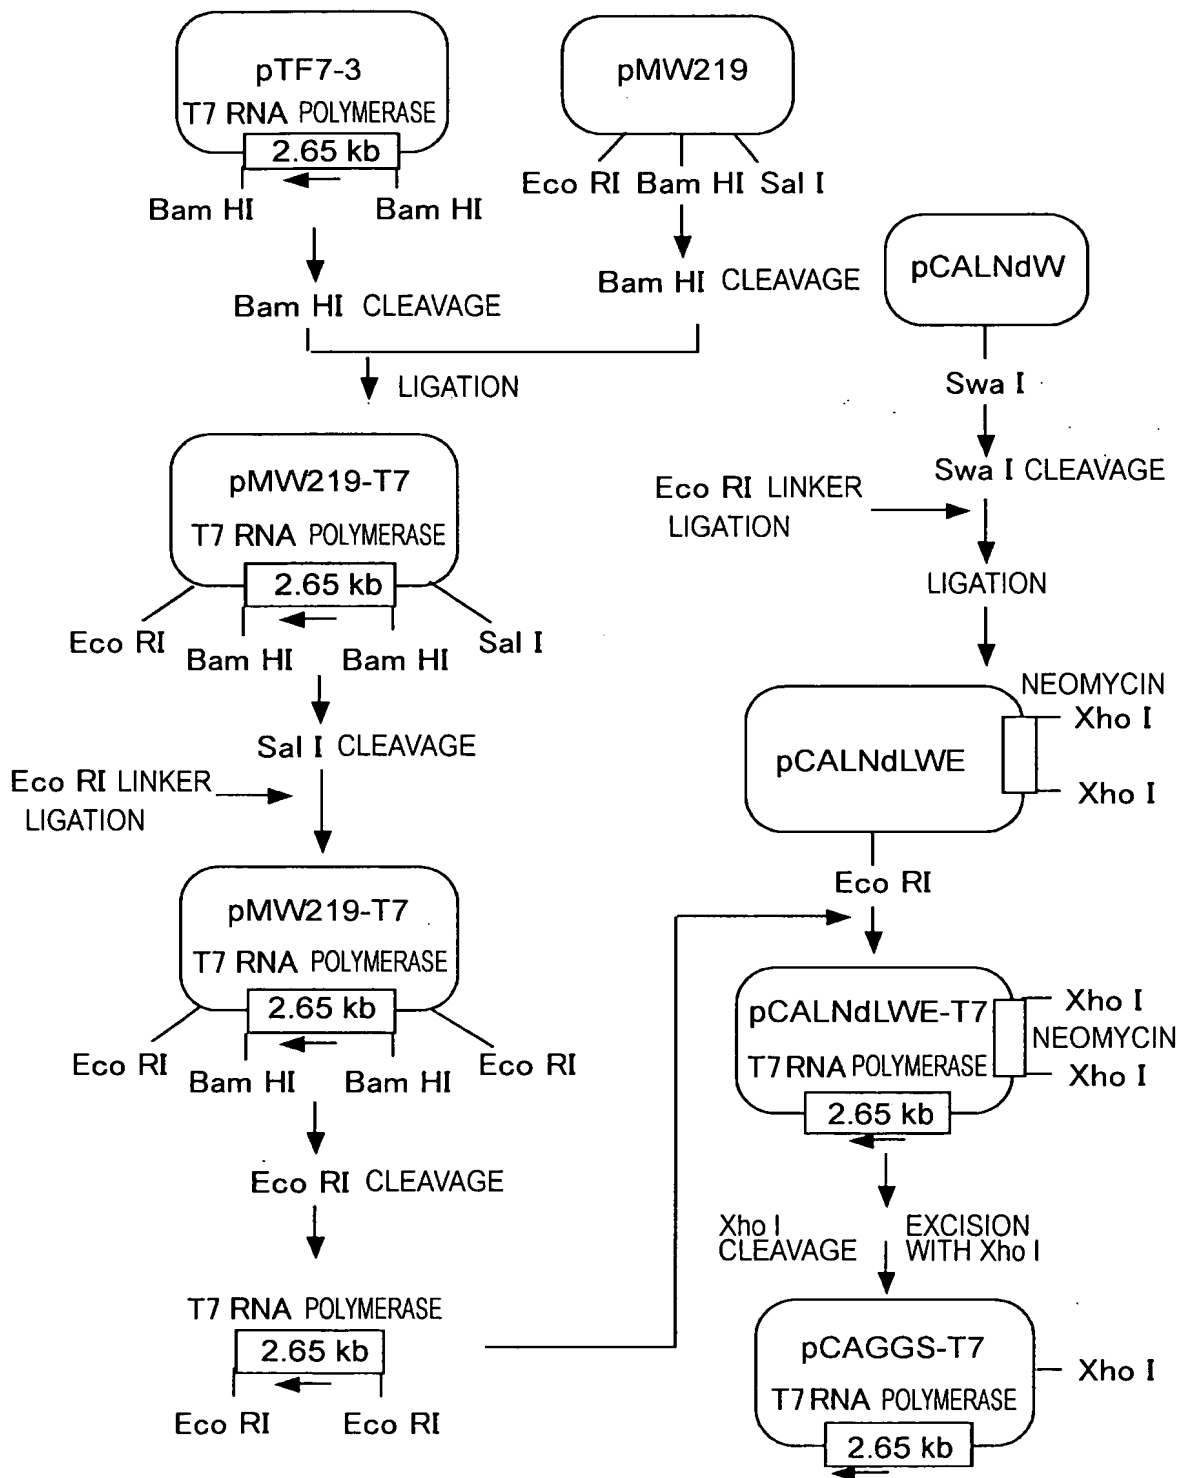 pTF7-3
T7 RNA POLYMERASE
2.65 kb
Bam HI Bam HI
Bam HI CLEAVAGE
pMW219
Eco RI Bam HI Sal I
Bam HI CLEAVAGE
LIGATION
pMW219-T7
T7 RNA POLYMERASE
2.65 kb
Eco RI Bam HI Bam HI Sal I
Sal I CLEAVAGE
Eco RI LINKER
LIGATION
pMW219-T7
T7 RNA POLYMERASE
2.65 kb
Eco RI Bam HI Bam HI Eco RI
Eco RI CLEAVAGE
T7 RNA POLYMERASE
2.65 kb
Eco RI Eco RI
pCALNdW
Swa I
Swa I CLEAVAGE
Eco RI LINKER
LIGATION
LIGATION
NEOMYCIN
Xho I
pCALNdLWE
Xho I
Eco RI
pCALNdLWE-T7
Xho I
NEOMYCIN
T7 RNA POLYMERASE
Xho I
2.65 kb
Xho I
CLEAVAGE
EXCISION
WITH Xho I
pCAGGS-T7
Xho I
T7 RNA POLYMERASE
2.65 kb